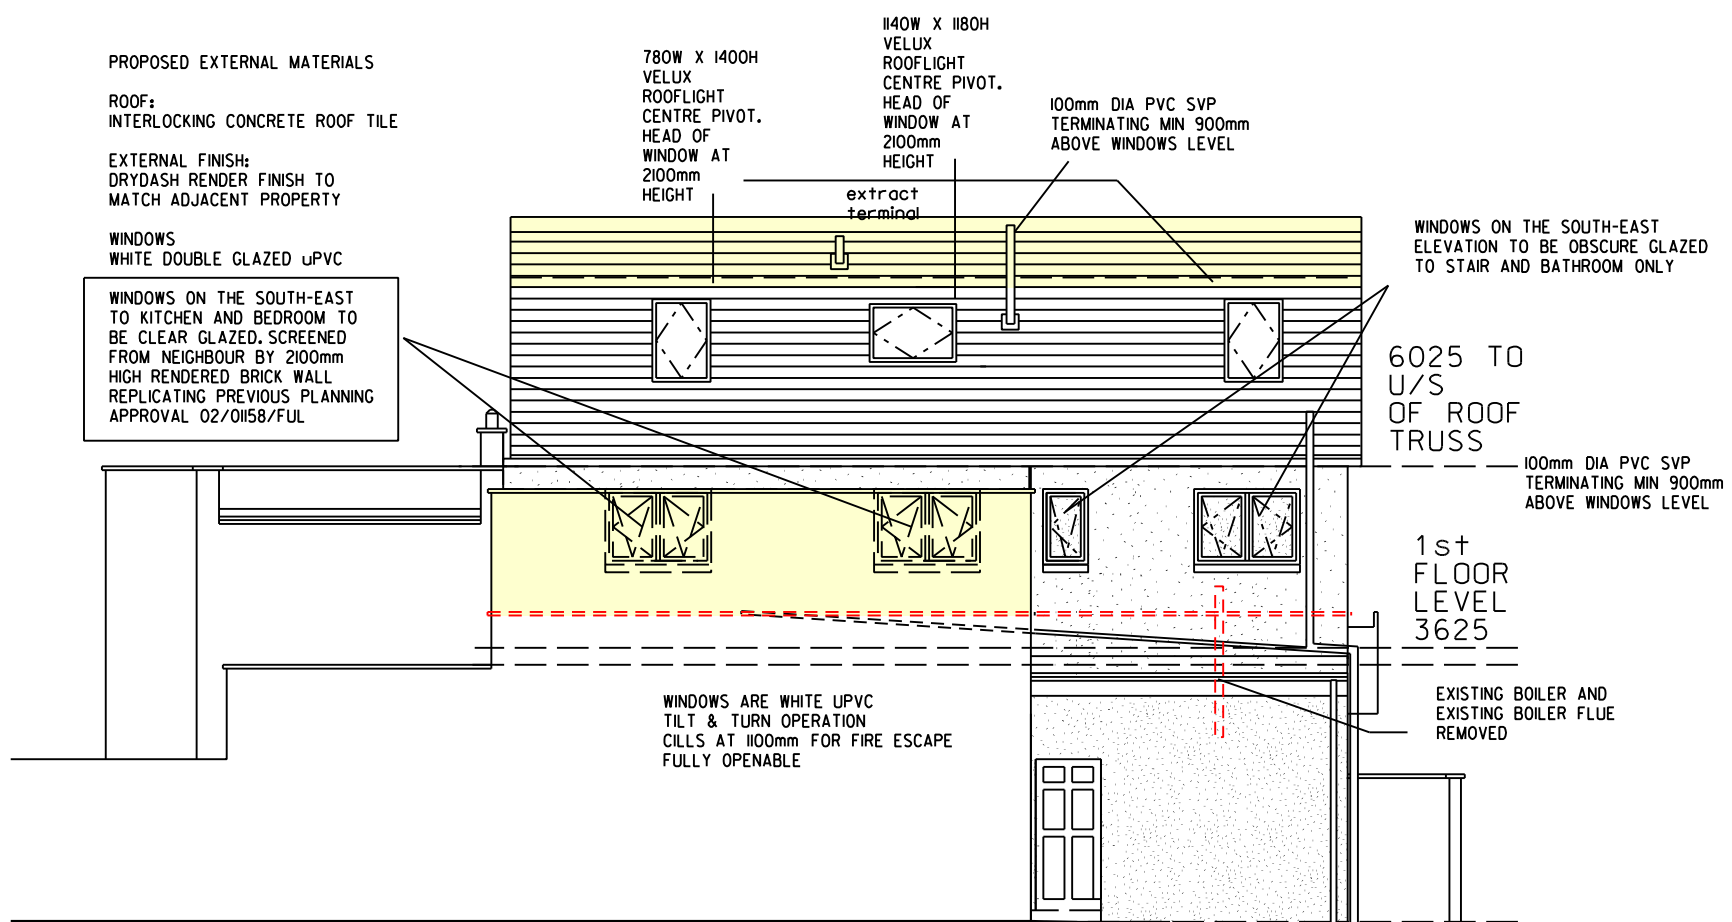 PROPOSED EXTERNAL MATERIALS
ROOF:
INTERLOCKING CONCRETE ROOF TILE
EXTERNAL FINISH:
DRYDASH RENDER FINISH TO
MATCH ADJACENT PROPERTY
WINDOWS
WHITE DOUBLE GLAZED uPVC
WINDOWS ON THE SOUTH-EAST
TO KITCHEN AND BEDROOM TO
BE CLEAR GLAZED. SCREENED
FROM NEIGHBOUR BY 2100mm
HIGH RENDERED BRICK WALL
REPLICATING PREVIOUS PLANNING
APPROVAL 02/01158/FUL
780W X 1400H
VELUX
ROOFLIGHT
CENTRE PIVOT.
HEAD OF
WINDOW AT
2100mm
HEIGHT
1140W X 1180H
VELUX
ROOFLIGHT
CENTRE PIVOT.
HEAD OF
WINDOW AT
2100mm
HEIGHT
extract
terminal
100mm DIA PVC SVP
TERMINATING MIN 900mm
ABOVE WINDOWS LEVEL
WINDOWS ON THE SOUTH-EAST
ELEVATION TO BE OBSCURE GLAZED
TO STAIR AND BATHROOM ONLY
6025 TO
U/S
OF ROOF
TRUSS
100mm DIA PVC SVP
TERMINATING MIN 900mm
ABOVE WINDOWS LEVEL
1st
FLOOR
LEVEL
3625
WINDOWS ARE WHITE UPVC
TILT & TURN OPERATION
CILLS AT 1100mm FOR FIRE ESCAPE
FULLY OPENABLE
EXISTING BOILER AND
EXISTING BOILER FLUE
REMOVED